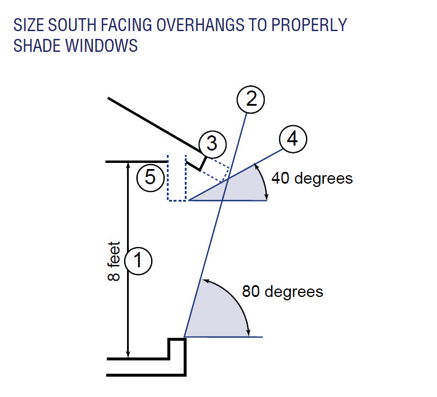 SIZE SOUTH FACING OVERHANGS TO PROPERLY
SHADE WINDOWS
2
4
3
5
40 degrees
8 feet
1
80 degrees